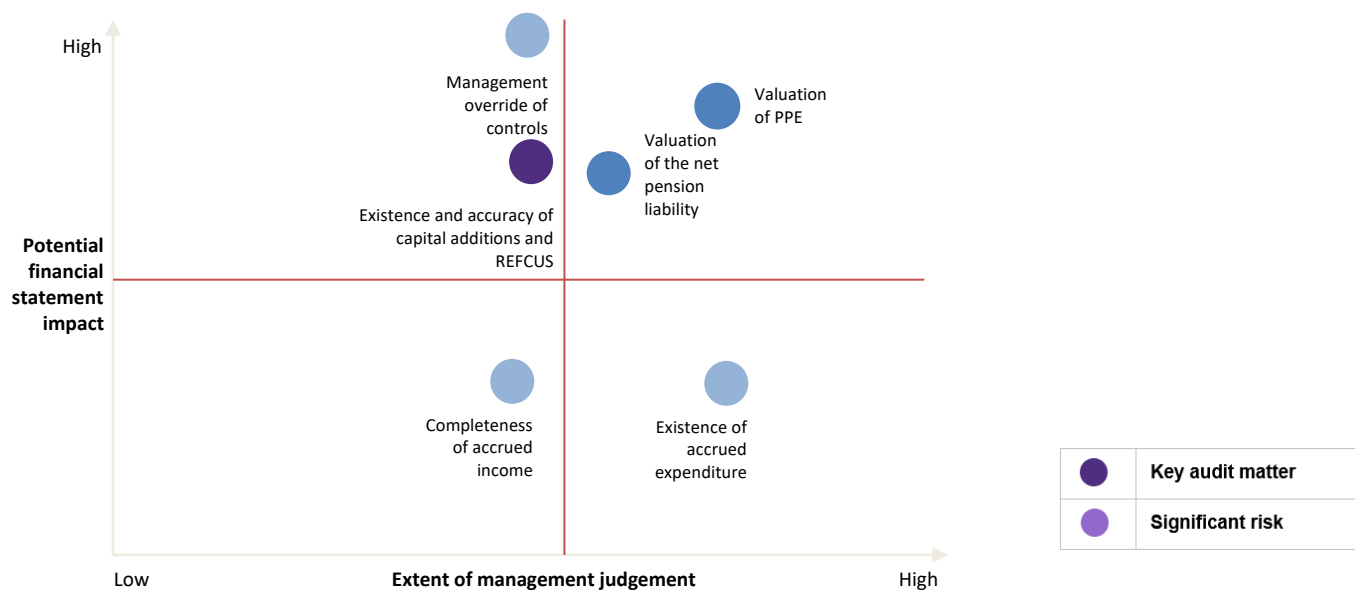 High
Management
override of
controls
Valuation
of PPE
Valuation
of the net
pension
liability
Existence and accuracy of
capital additions and
REFCUS
Potential
financial
statement
impact
Completeness
of accrued
income
Existence of
accrued
expenditure
Key audit matter
Significant risk
Low
Extent of management judgement
High